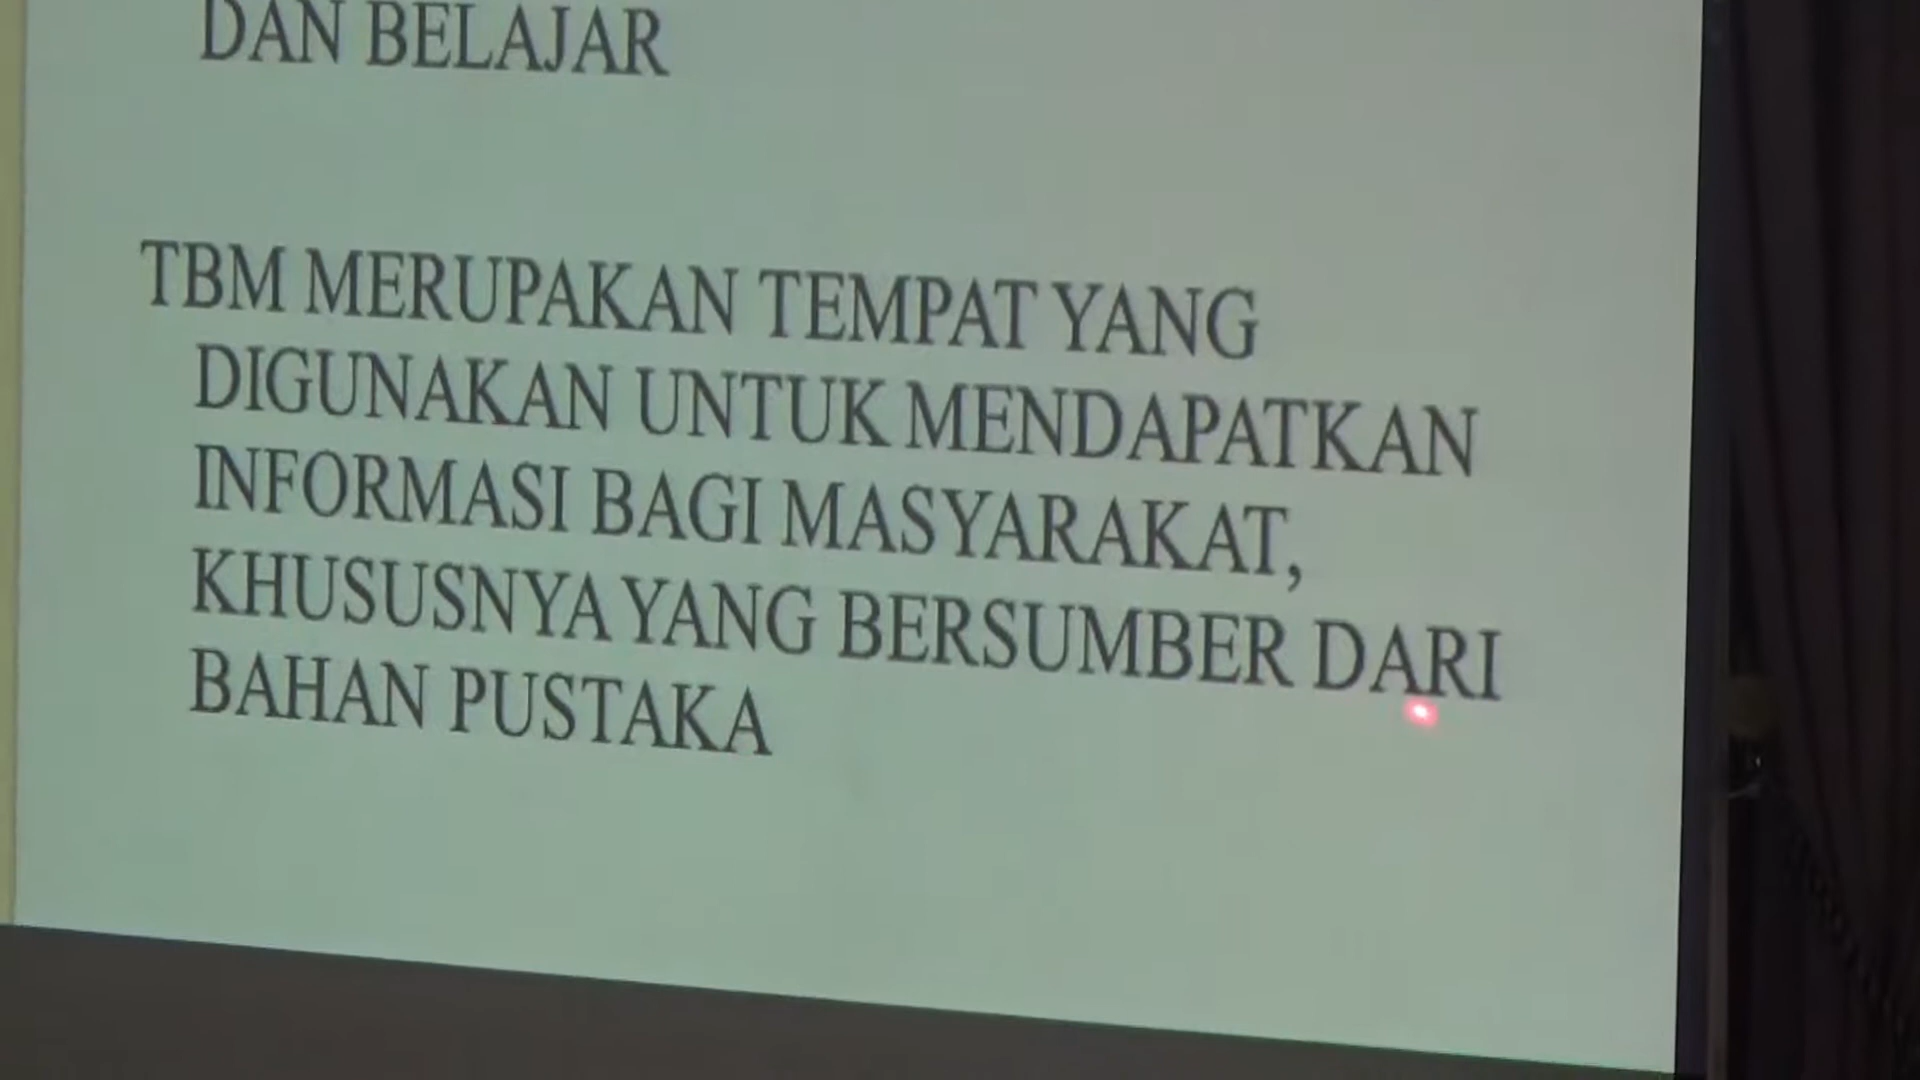 DAN BELAJAR
TBM MERUPAKAN TEMPAT YANG
DIGUNAKAN UNTUK MENDAPATKAN
INFORMASI BAGI MASYARAKAT,
KHUSUSNYA YANG BERSUMBER DARI
BAHAN PUSTAKA